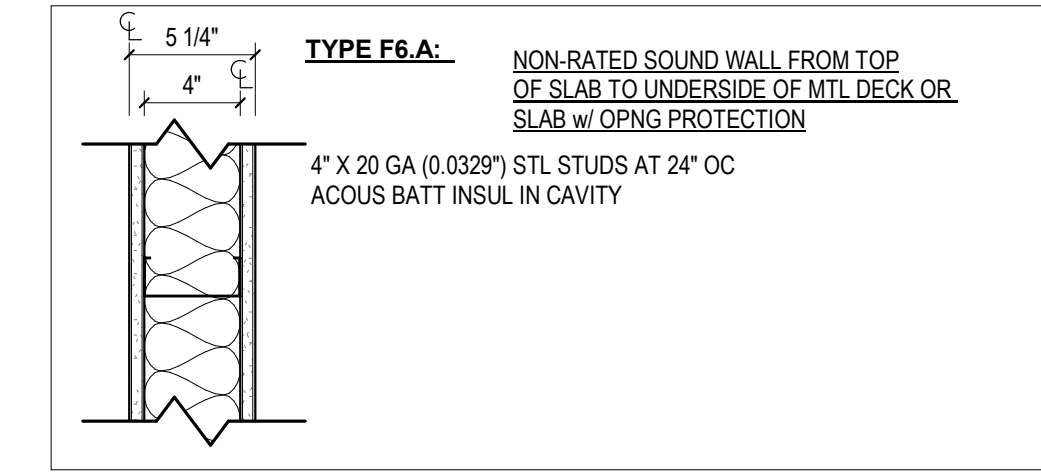 ℄
5 1/4"
℄
4"
TYPE F6.A:
NON-RATED SOUND WALL FROM TOP
OF SLAB TO UNDERSIDE OF MTL DECK OR
SLAB w/ OPNG PROTECTION
4" X 20 GA (0.0329") STL STUDS AT 24" OC
ACOUS BATT INSUL IN CAVITY